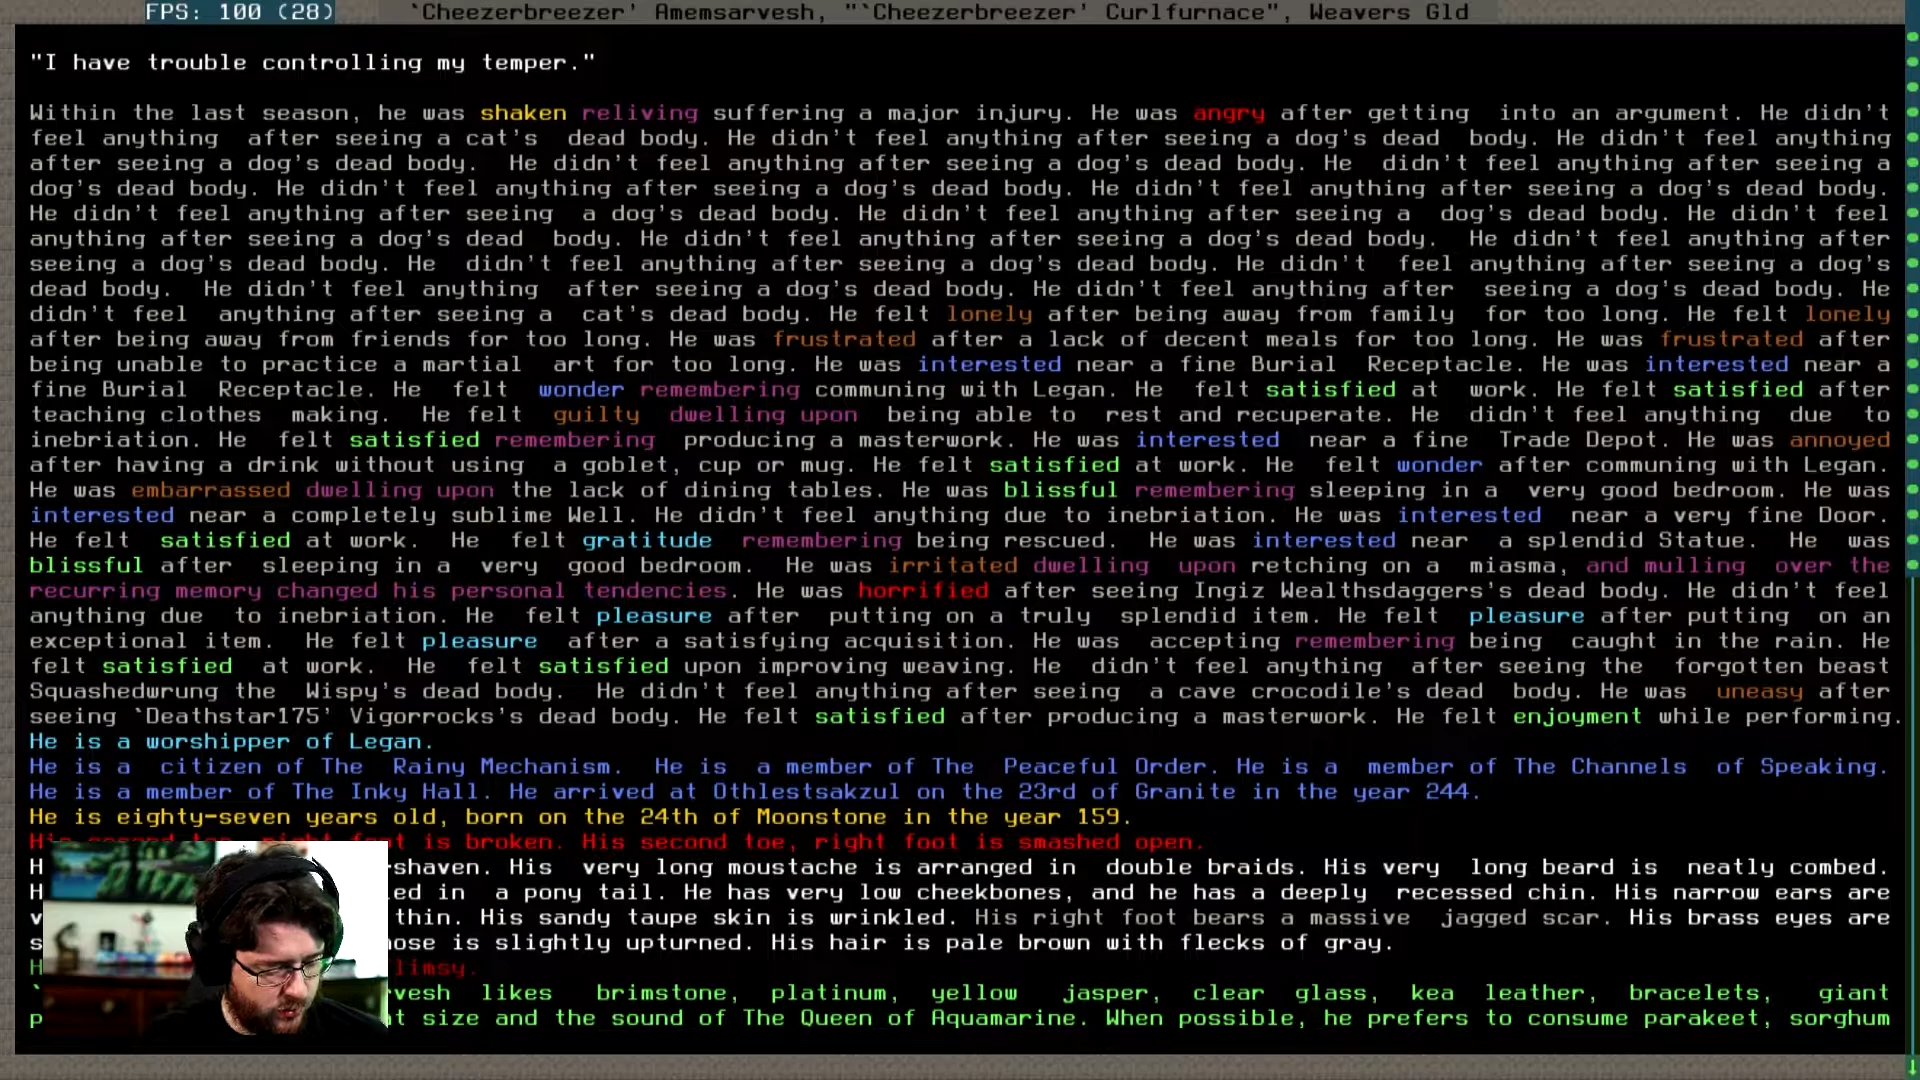 FPS: 100 (28) `Cheezerbreezer' Amemsarvesh, "`Cheezerbreezer' Curlfurnace", Weavers Gld
"I have trouble controlling my temper."
Within the last season, he was shaken reliving suffering a major injury. He was angry after getting into an argument. He didn't
feel anything after seeing a cat's dead body. He didn't feel anything after seeing a dog's dead body. He didn't feel anything
after seeing a dog's dead body. He didn't feel anything after seeing a dog's dead body. He didn't feel anything after seeing a
dog's dead body. He didn't feel anything after seeing a dog's dead body. He didn't feel anything after seeing a dog's dead body.
He didn't feel anything after seeing a dog's dead body. He didn't feel anything after seeing a dog's dead body. He didn't feel
anything after seeing a dog's dead body. He didn't feel anything after seeing a dog's dead body. He didn't feel anything after
seeing a dog's dead body. He didn't feel anything after seeing a dog's dead body. He didn't feel anything after seeing a dog's
dead body. He didn't feel anything after seeing a dog's dead body. He didn't feel anything after seeing a dog's dead body. He
didn't feel anything after seeing a cat's dead body. He felt lonely after being away from family for too long. He felt lonely
after being away from friends for too long. He was frustrated after a lack of decent meals for too long. He was frustrated after
being unable to practice a martial art for too long. He was interested near a fine Burial Receptacle. He was interested near a
fine Burial Receptacle. He felt wonder remembering communing with Legan. He felt satisfied at work. He felt satisfied after
teaching clothes making. He felt guilty dwelling upon being able to rest and recuperate. He didn't feel anything due to
inebriation. He felt satisfied remembering producing a masterwork. He was interested near a fine Trade Depot. He was annoyed
after having a drink without using a goblet, cup or mug. He felt satisfied at work. He felt wonder after communing with Legan.
He was embarrassed dwelling upon the lack of dining tables. He was blissful remembering sleeping in a very good bedroom. He was
interested near a completely sublime Well. He didn't feel anything due to inebriation. He was interested near a very fine Door.
He felt satisfied at work. He felt gratitude remembering being rescued. He was interested near a splendid Statue. He was
blissful after sleeping in a very good bedroom. He was irritated dwelling upon retching on a miasma, and mulling over the
recurring memory changed his personal tendencies. He was horrified after seeing Ingiz Wealthsdaggers's dead body. He didn't feel
anything due to inebriation. He felt pleasure after putting on a truly splendid item. He felt pleasure after putting on an
exceptional item. He felt pleasure after a satisfying acquisition. He was accepting remembering being caught in the rain. He
felt satisfied at work. He felt satisfied upon improving weaving. He didn't feel anything after seeing the forgotten beast
Squashedwrung the Wispy's dead body. He didn't feel anything after seeing a cave crocodile's dead body. He was uneasy after
seeing `Deathstar175' Vigorrocks's dead body. He felt satisfied after producing a masterwork. He felt enjoyment while performing.
He is a worshipper of Legan.
He is a citizen of The Rainy Mechanism. He is a member of The Peaceful Order. He is a member of The Channels of Speaking.
He is a member of The Inky Hall. He arrived at Othlestsakzul on the 23rd of Granite in the year 244.
He is eighty-seven years old, born on the 24th of Moonstone in the year 159.
is broken. His second toe, right foot is smashed open.
shaven. His very long moustache is arranged in double braids. His very long beard is neatly combed.
in a pony tail. He has very low cheekbones, and he has a deeply recessed chin. His narrow ears are
thin. His sandy taupe skin is wrinkled. His right foot bears a massive jagged scar. His brass eyes are
is slightly upturned. His hair is pale brown with flecks of gray.
likes brimstone, platinum, yellow jasper, clear glass, kea leather, bracelets, giant
size and the sound of The Queen of Aquamarine. When possible, he prefers to consume parakeet, sorghum